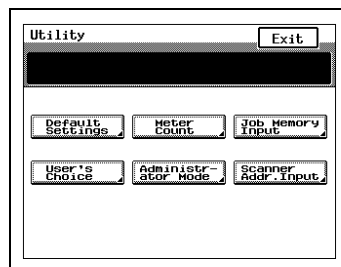 Utility
Exit
Default
Settings
Meter
Count
Job Memory
Input
User's
Choice
Administr-
ator Mode
Scanner
Addr.Input